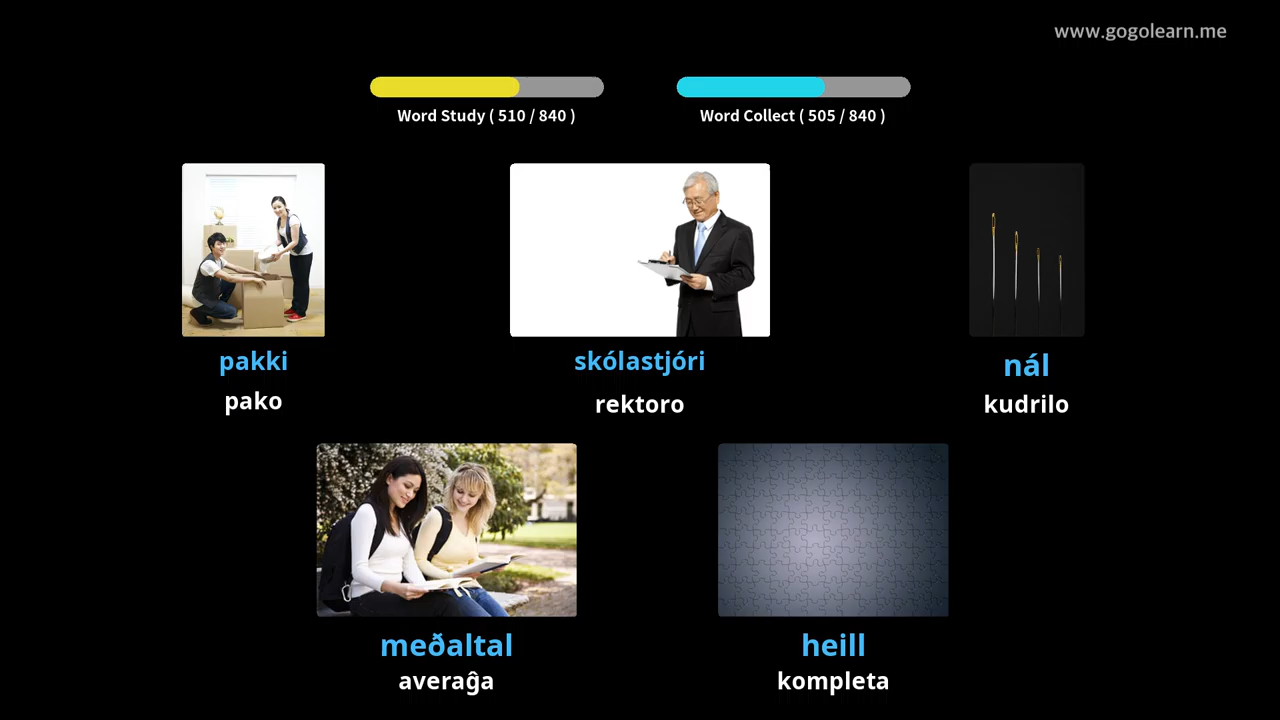 www.gogolearn.me
Word Study ( 510 / 840 )
Word Collect ( 505 / 840 )
pakki
pako
skólastjóri
rektoro
nál
kudrilo
meðaltal
averaĝa
heill
kompleta